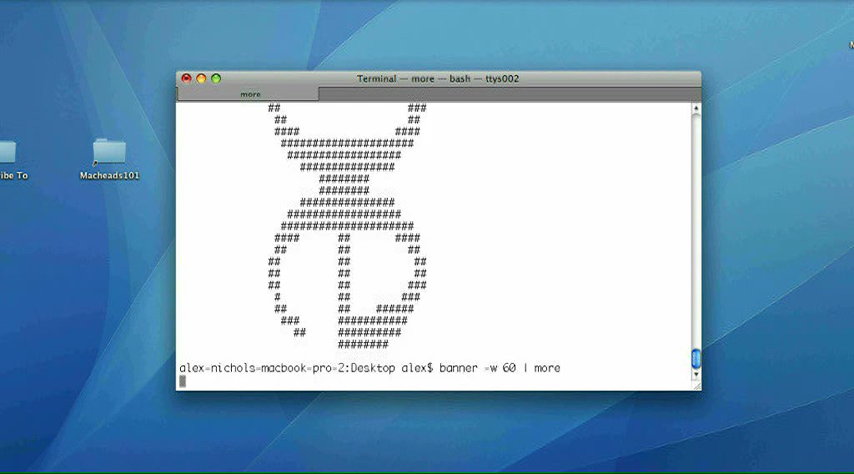 Terminal — more — bash — ttys002
more
ibe To
Macheads101
##                     ###
 ##                    ##
 ####               ####
  #####################
   ##################
     ###############
        ########
        ########
     ###############
   ##################
  #####################
 ####      ##       ####
 ##        ##         ##
##         ##          ##
##         ##          ##
##         ##         ###
 #         ##        ###
 ##        ##    ######
  ###      ###########
    ##     ##########
           ########
alex-nichols-macbook-pro-2:Desktop alex$ banner -w 60 | more